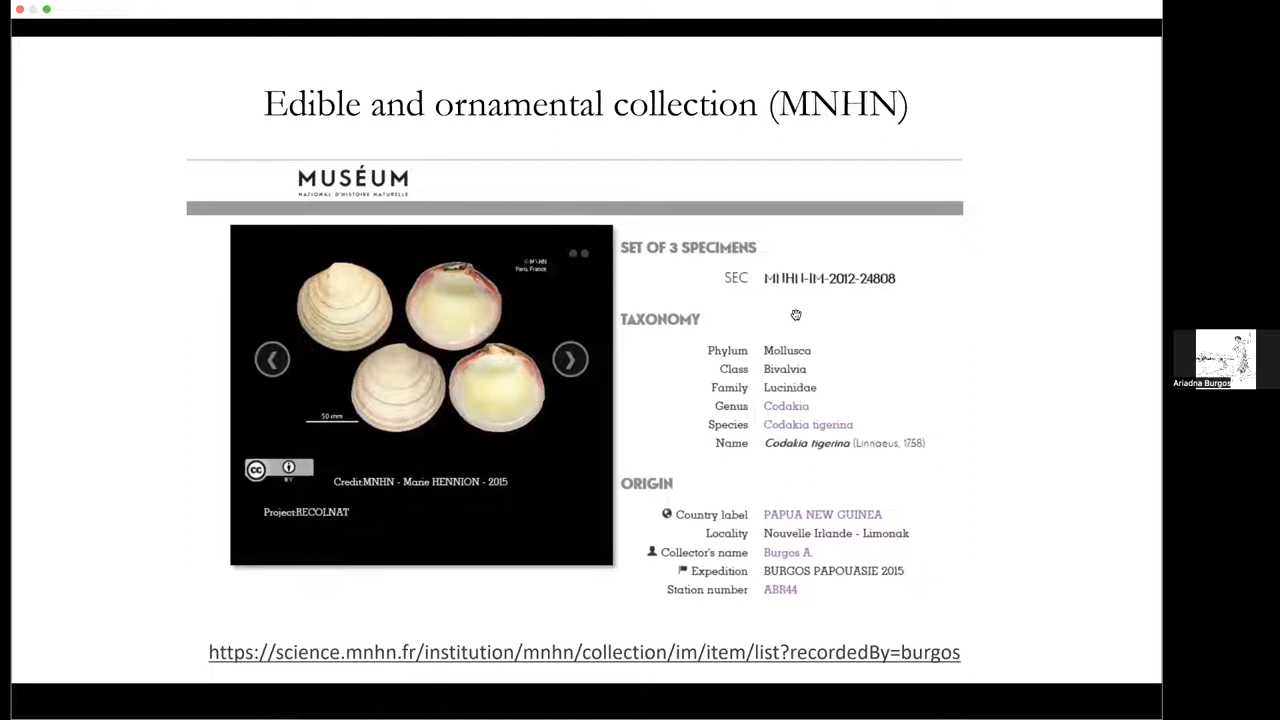 Edible and ornamental collection (MNHN)
MUSÉUM
NATIONAL D'HISTOIRE NATURELLE
MNHN
Paris, France
50 mm
CC
BY
Credit:MNHN - Marie HENNION - 2015
Project:RECOLNAT
SET OF 3 SPECIMENS
SEC MNHN-IM-2012-24808
TAXONOMY
Phylum Mollusca
Class Bivalvia
Family Lucinidae
Genus Codakia
Species Codakia tigerina
Name Codakia tigerina (Linnaeus, 1758)
ORIGIN
Country label PAPUA NEW GUINEA
Locality Nouvelle Irlande - Limonak
Collector's name Burgos A.
Expedition BURGOS PAPOUASIE 2015
Station number ABR44
https://science.mnhn.fr/institution/mnhn/collection/im/item/list?recordedBy=burgos
Ariadna Burgos